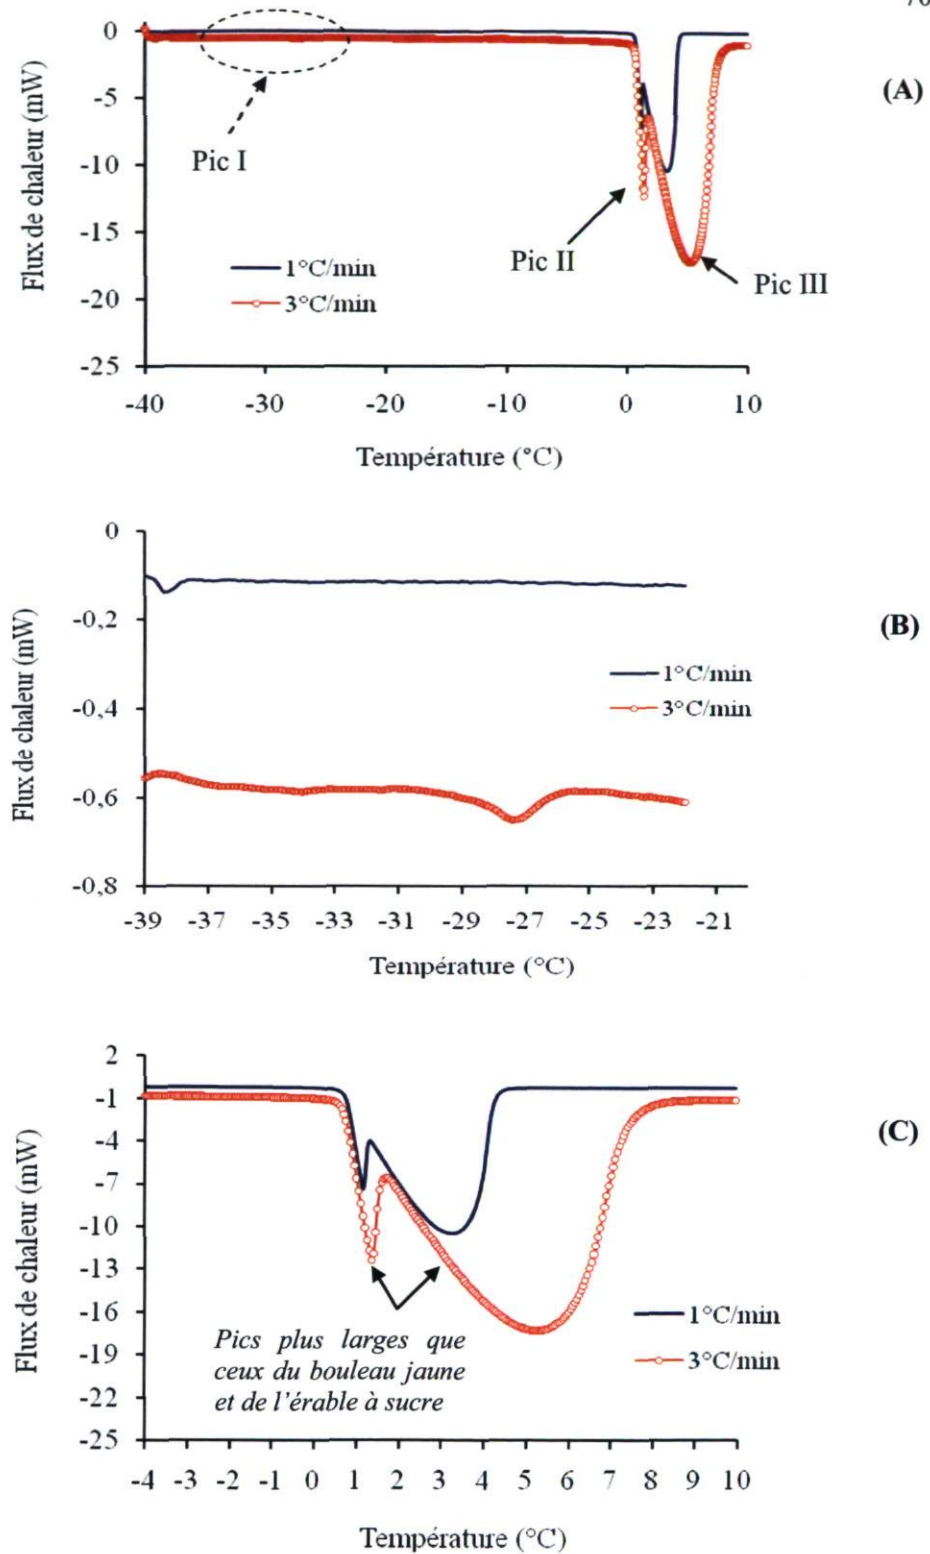 0
-5
-10
-15
-20
-25
Flux de chaleur (mW)
Pic I
Pic II
Pic III
1°C/min
3°C/min
(A)
-40 -30 -20 -10 0 10
Température (°C)
0
-0,2
-0,4
-0,6
-0,8
Flux de chaleur (mW)
1°C/min
3°C/min
(B)
-39 -37 -35 -33 -31 -29 -27 -25 -23 -21
Température (°C)
2
-1
-4
-7
-10
-13
-16
-19
-22
-25
Flux de chaleur (mW)
(C)
1°C/min
3°C/min
Pics plus larges que
ceux du bouleau jaune
et de l'érable à sucre
-4 -3 -2 -1 0 1 2 3 4 5 6 7 8 9 10
Température (°C)